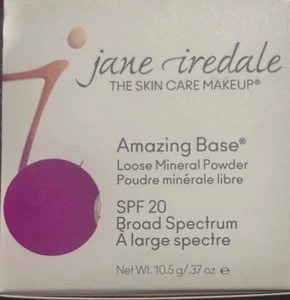 jane iredale
THE SKIN CARE MAKEUP®
Amazing Base®
Loose Mineral Powder
Poudre minérale libre
SPF 20
Broad Spectrum
À large spectre
Net Wt. 10.5 g/.37 oz e